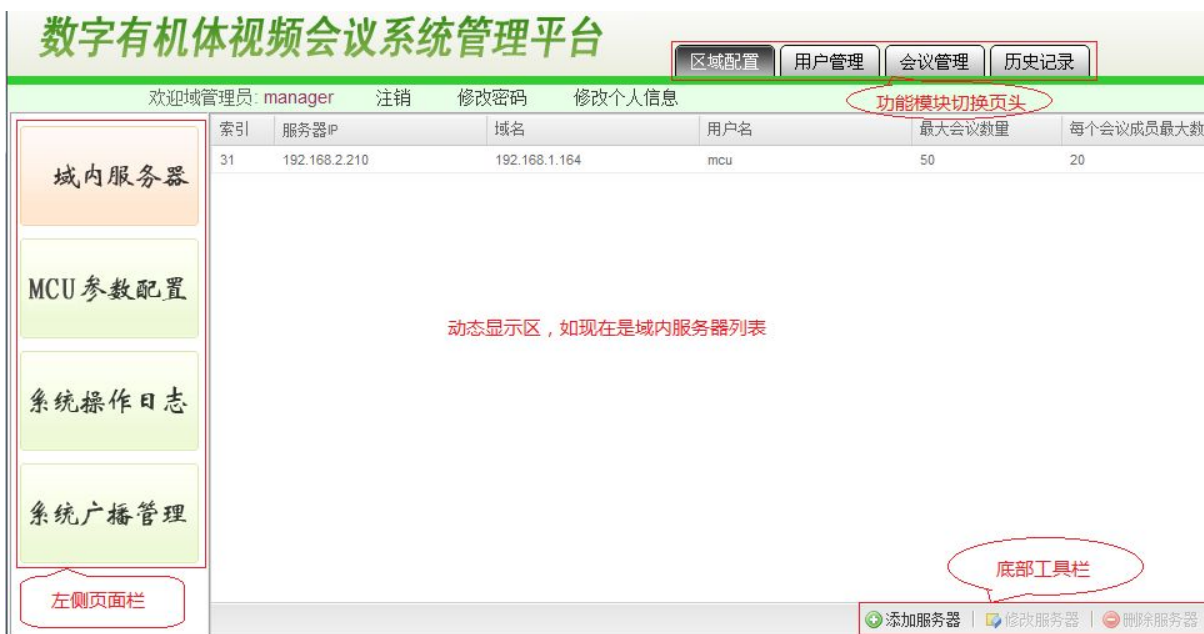 数字有机体视频会议系统管理平台
区域配置 用户管理 会议管理 历史记录
欢迎域管理员: manager 注销 修改密码 修改个人信息
功能模块切换页头
索引 服务器IP 域名 用户名 最大会议数量 每个会议成员最大数
31 192.168.2.210 192.168.1.164 mcu 50 20
域内服务器
MCU参数配置
动态显示区，如现在是域内服务器列表
系统操作日志
系统广播管理
底部工具栏
左侧页面栏
添加服务器 修改服务器 删除服务器